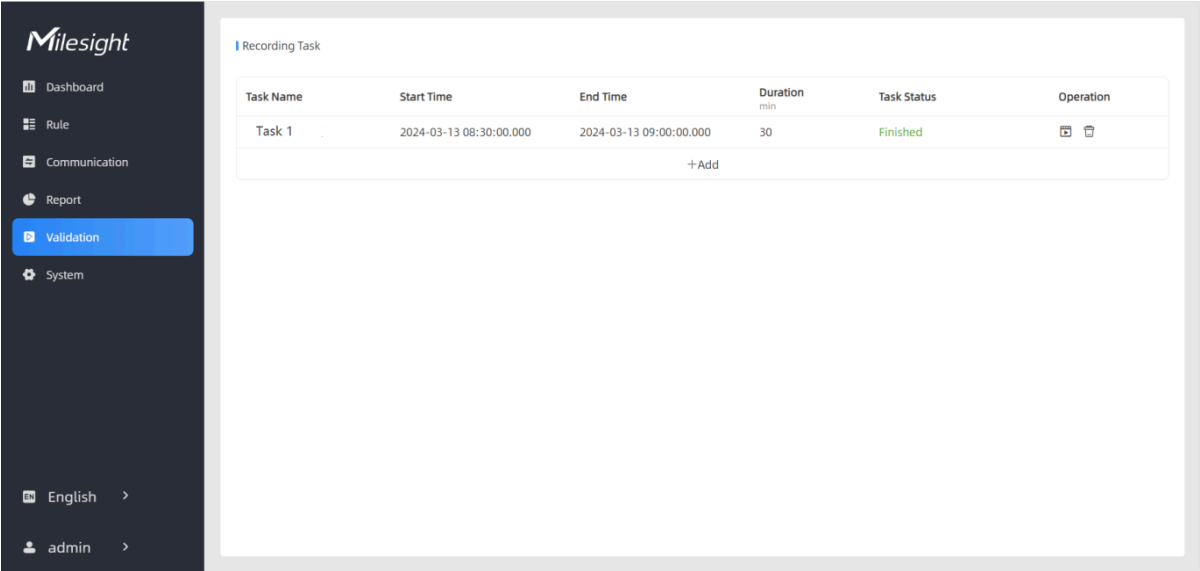 Milesight
Dashboard
Rule
Communication
Report
Validation
System
EN English
admin
Recording Task
Task Name Start Time End Time Duration min Task Status Operation
Task 1 2024-03-13 08:30:00.000 2024-03-13 09:00:00.000 30 Finished
+Add